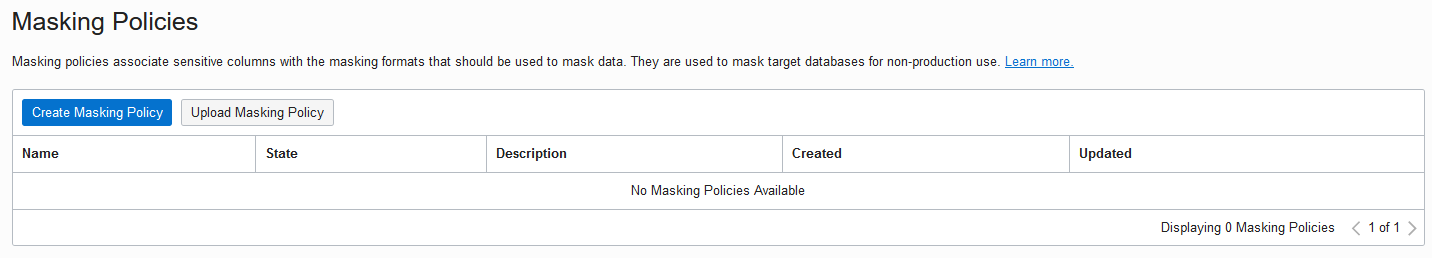 Masking Policies
Masking policies associate sensitive columns with the masking formats that should be used to mask data. They are used to mask target databases for non-production use. Learn more.
Create Masking Policy Upload Masking Policy
Name State Description Created Updated
No Masking Policies Available
Displaying 0 Masking Policies 1 of 1